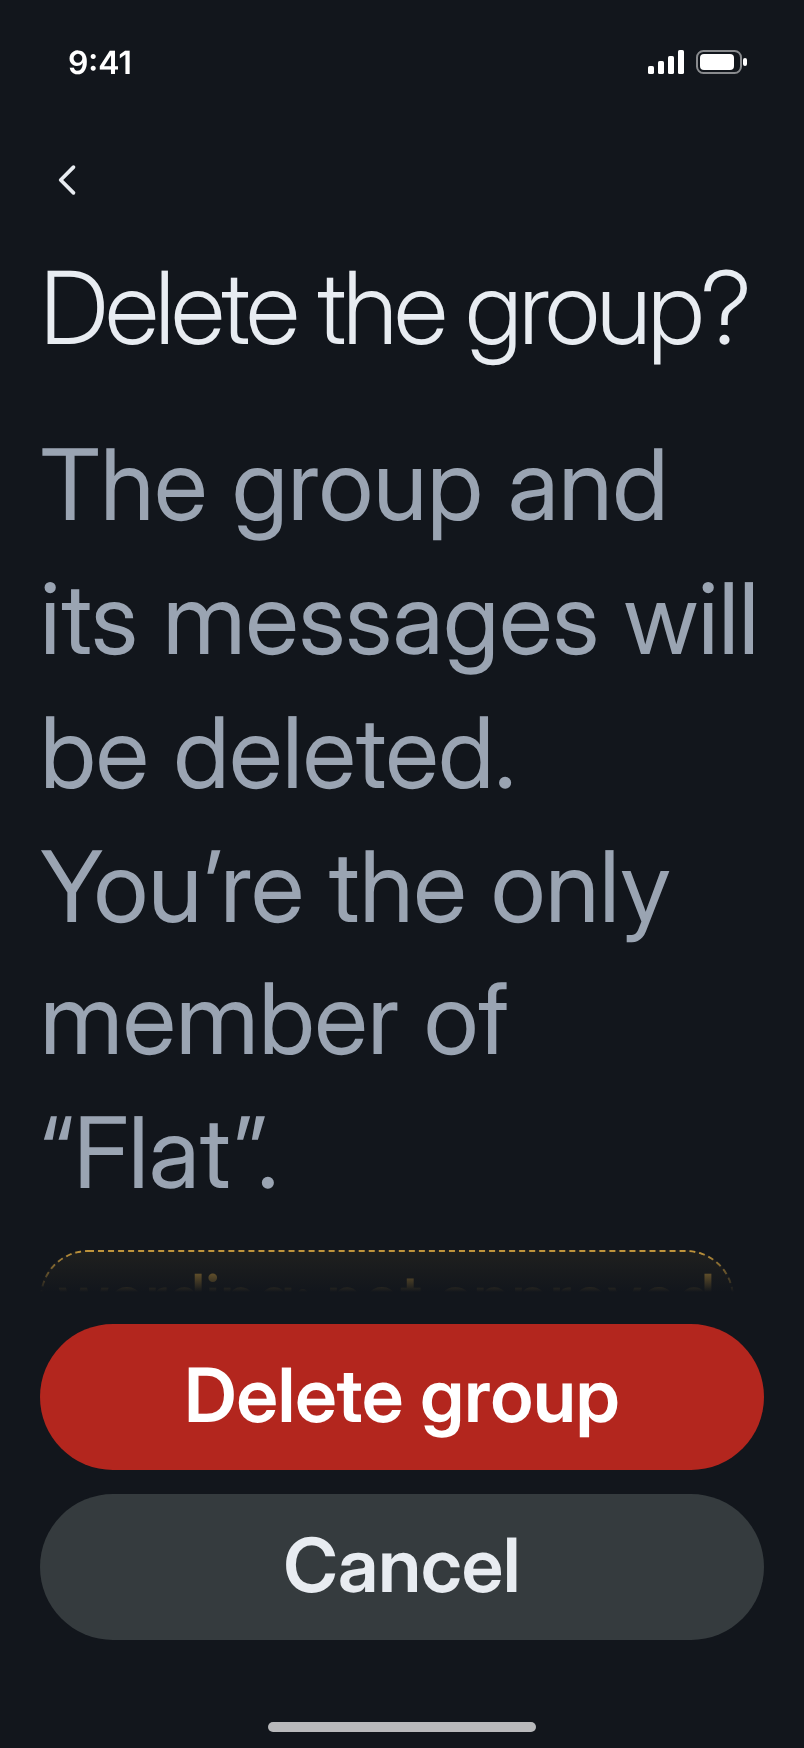 9:41
Delete the group?
The group and
its messages will
be deleted.
You’re the only
member of
“Flat”.
Delete group
Cancel